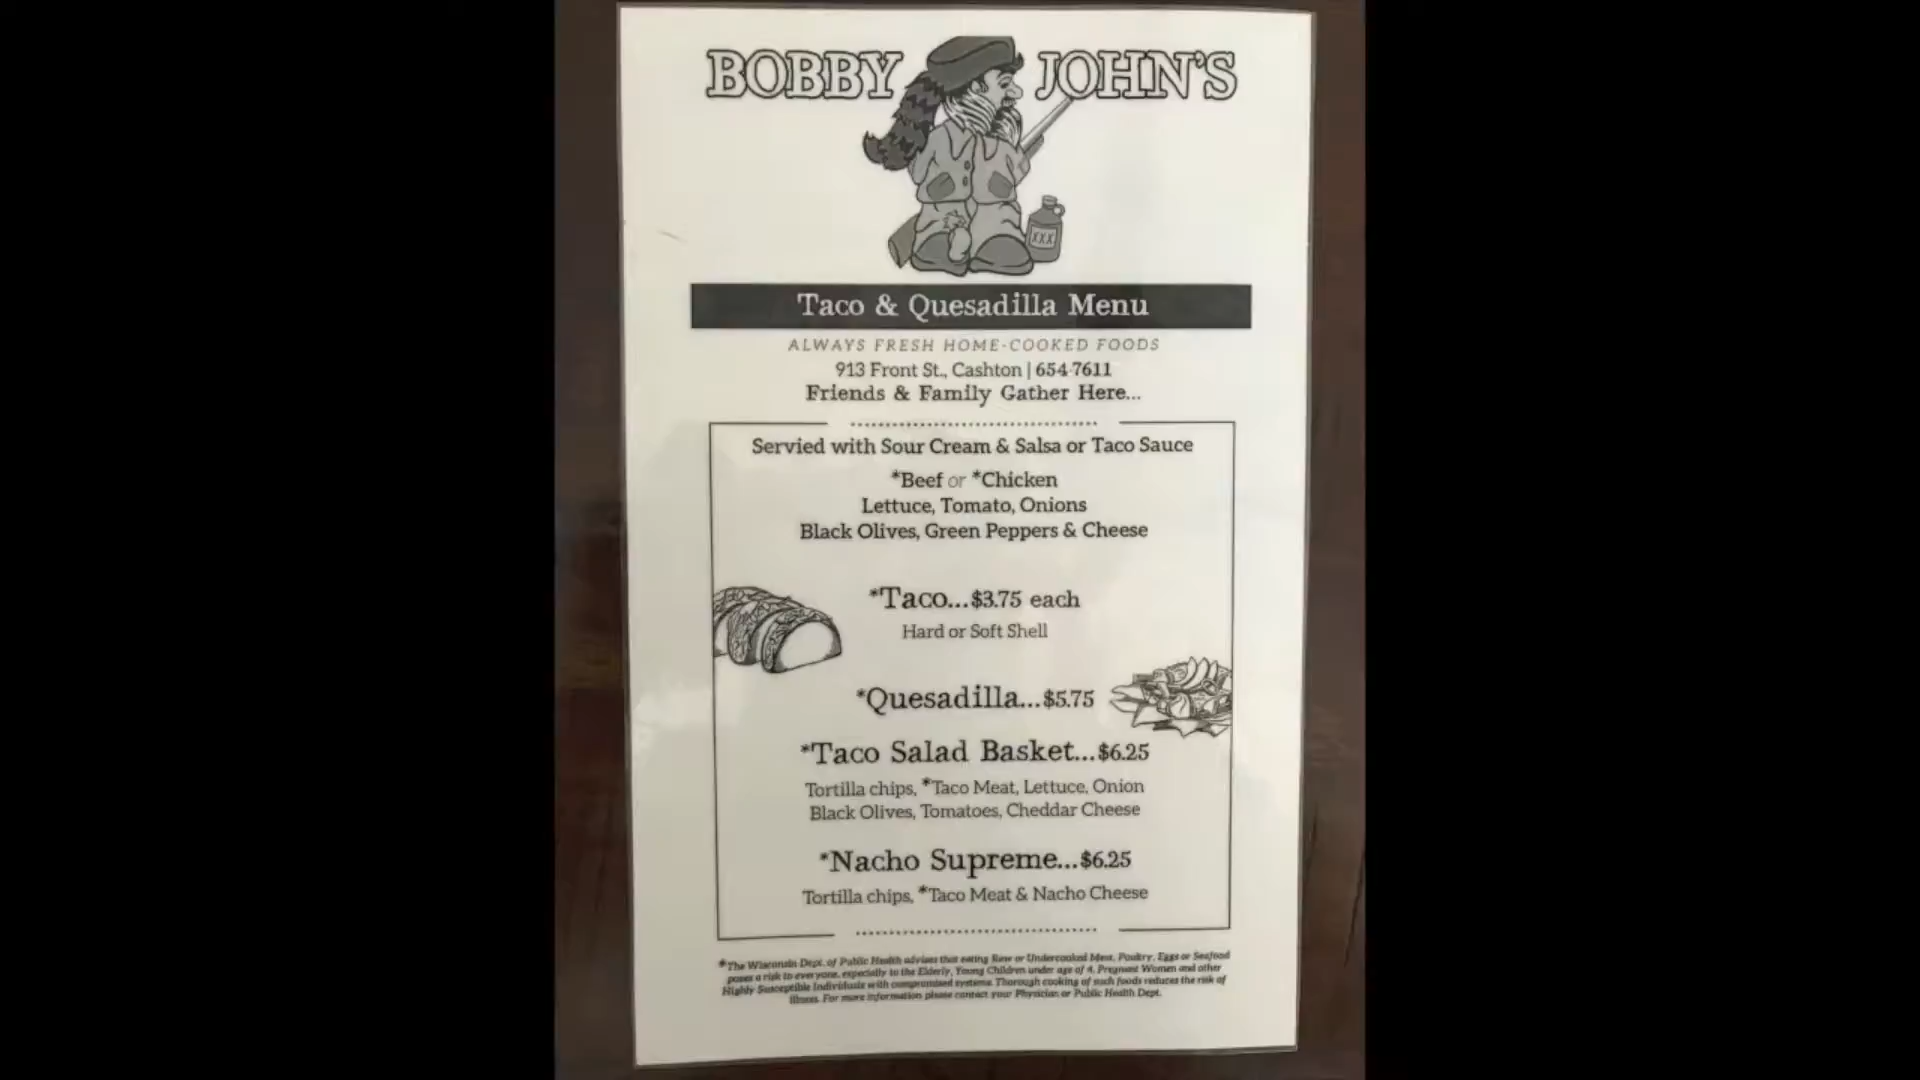 BOBBY JOHN'S
XXX
Taco & Quesadilla Menu
ALWAYS FRESH HOME-COOKED FOODS
913 Front St., Cashton | 654-7611
Friends & Family Gather Here...
Servied with Sour Cream & Salsa or Taco Sauce
*Beef or *Chicken
Lettuce, Tomato, Onions
Black Olives, Green Peppers & Cheese
*Taco...$3.75 each
Hard or Soft Shell
*Quesadilla...$5.75
*Taco Salad Basket...$6.25
Tortilla chips, *Taco Meat, Lettuce, Onion
Black Olives, Tomatoes, Cheddar Cheese
*Nacho Supreme...$6.25
Tortilla chips, *Taco Meat & Nacho Cheese
*The Wisconsin Dept. of Public Health advises that eating Raw or Undercooked Meat, Poultry, Eggs or Seafood
poses a risk to everyone, especially to the Elderly, Young Children under age of 4, Pregnant Women and other
Highly Susceptible Individuals with compromised systems. Thorough cooking of such foods reduces the risk of
illness. For more information please contact your Physician or Public Health Dept.